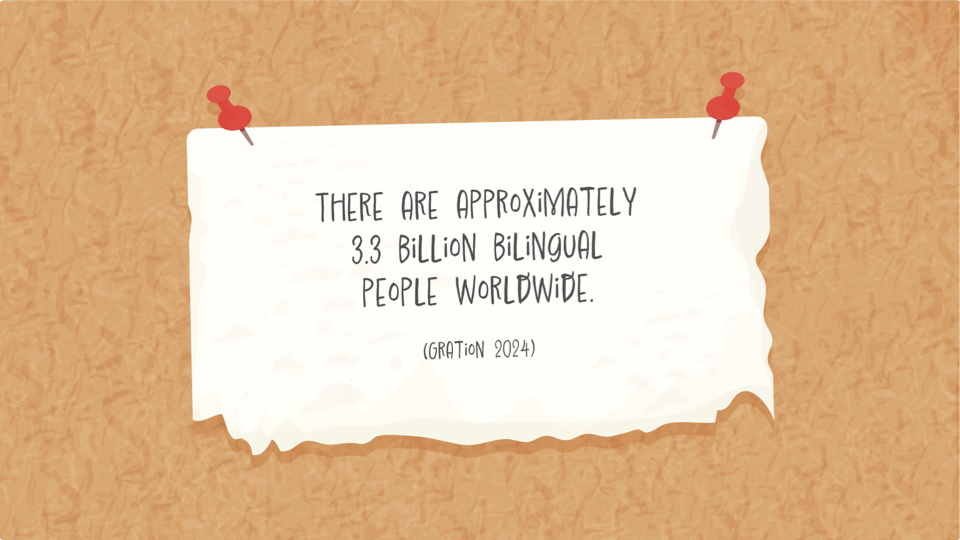 THERE ARE APPROXIMATELY
3.3 BILLION BILINGUAL
PEOPLE WORLDWIDE.
(GRATION 2024)